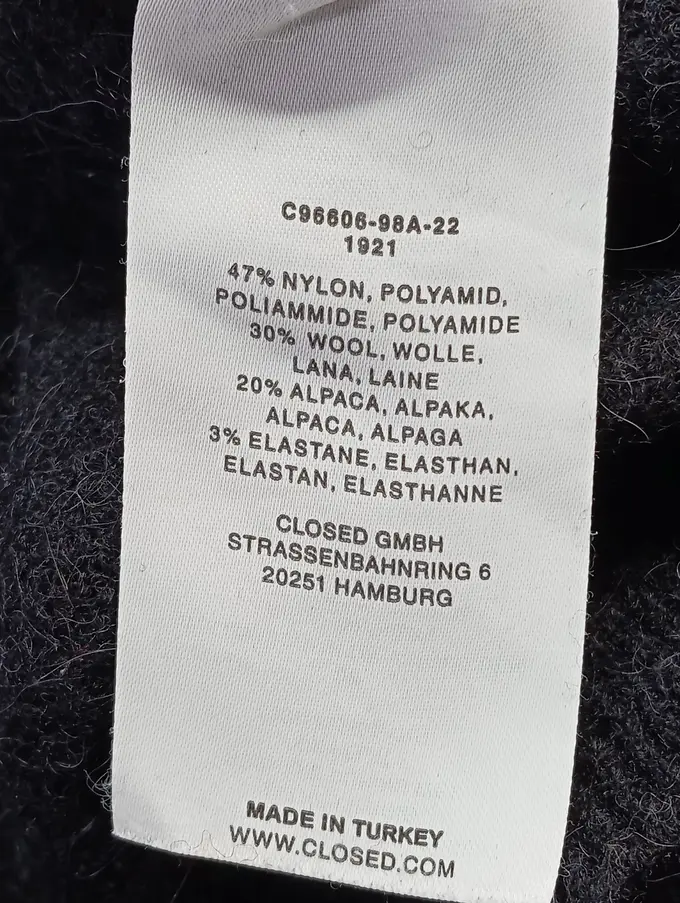 C96606-98A-22
1921
47% NYLON, POLYAMID,
POLIAMMIDE, POLYAMIDE
30% WOOL, WOLLE,
LANA, LAINE
20% ALPACA, ALPAKA,
ALPACA, ALPAGA
3% ELASTANE, ELASTHAN,
ELASTAN, ELASTHANNE
CLOSED GMBH
STRASSENBAHNRING 6
20251 HAMBURG
MADE IN TURKEY
WWW.CLOSED.COM